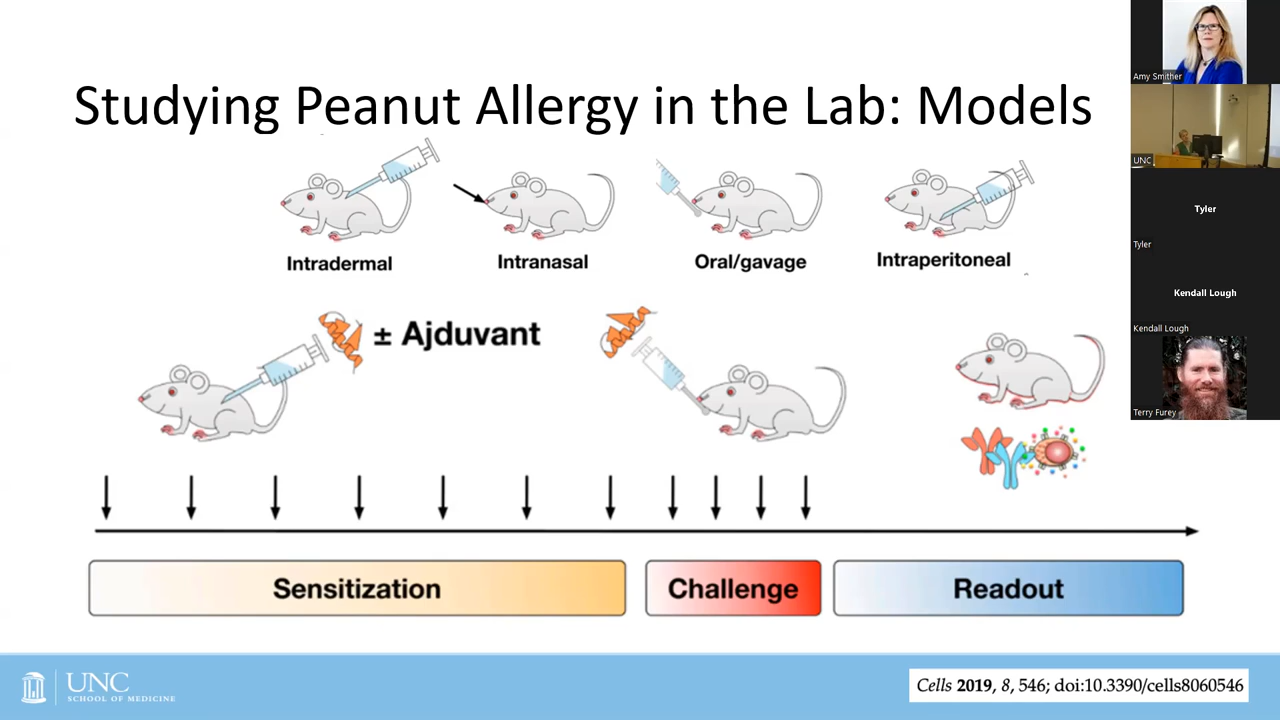 Studying Peanut Allergy in the Lab: Models
Intradermal
Intranasal
Oral/gavage
Intraperitoneal
± Ajduvant
Sensitization
Challenge
Readout
UNC
SCHOOL OF MEDICINE
Cells 2019, 8, 546; doi:10.3390/cells8060546
Amy Smither
UNC
Tyler
Tyler
Kendall Lough
Kendall Lough
Terry Furey